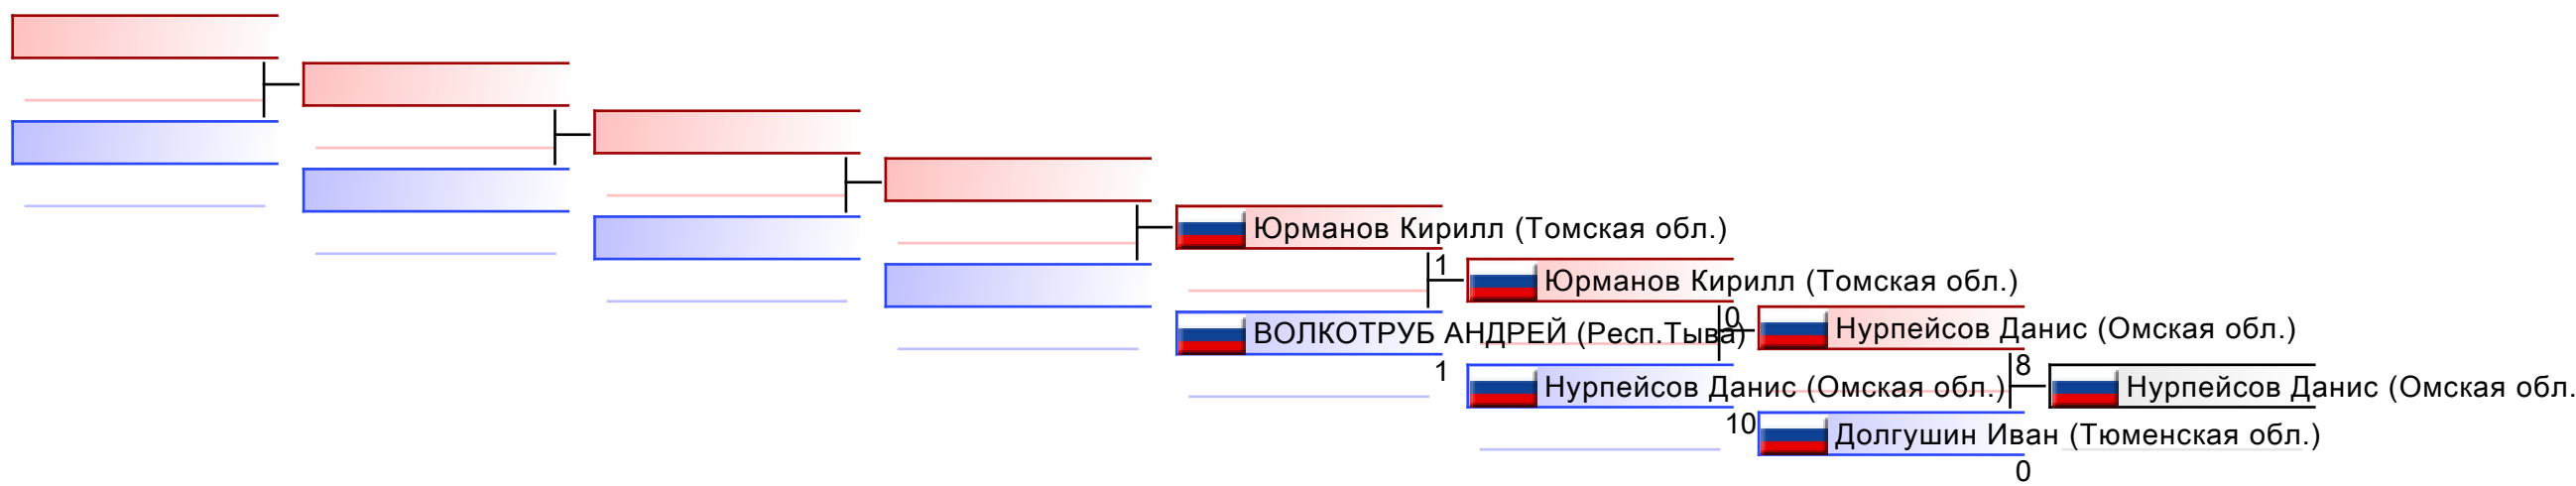 Юрманов Кирилл (Томская обл.)
1
Юрманов Кирилл (Томская обл.)
ВОЛКОТРУБ АНДРЕЙ (Респ.Тыва)
0
Нурпейсов Данис (Омская обл.)
1
Нурпейсов Данис (Омская обл.)
8
Нурпейсов Данис (Омская обл.
10
Долгушин Иван (Тюменская обл.)
0